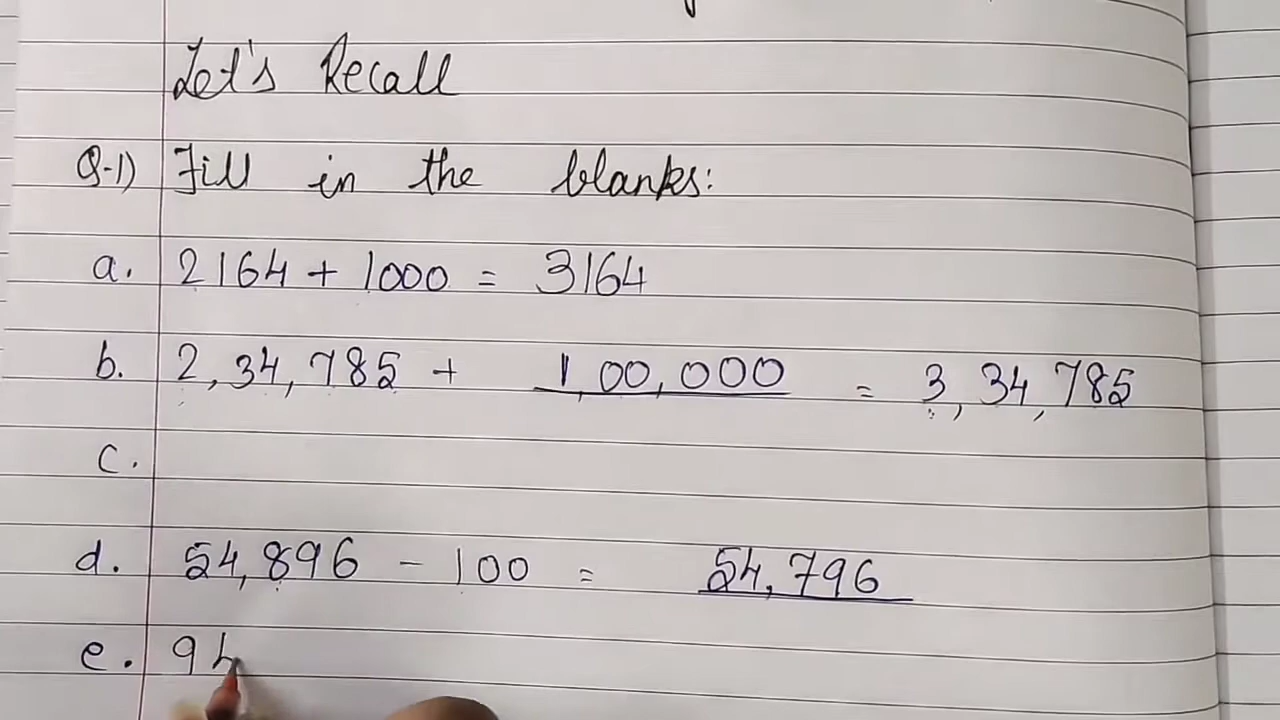 Let's Recall
Q-1) Fill in the blanks:
a. 2164 + 1000 = 3164
b. 2,34,785 + 1,00,000 = 3,34,785
c.
d. 54,896 - 100 = 54,796
e. 94